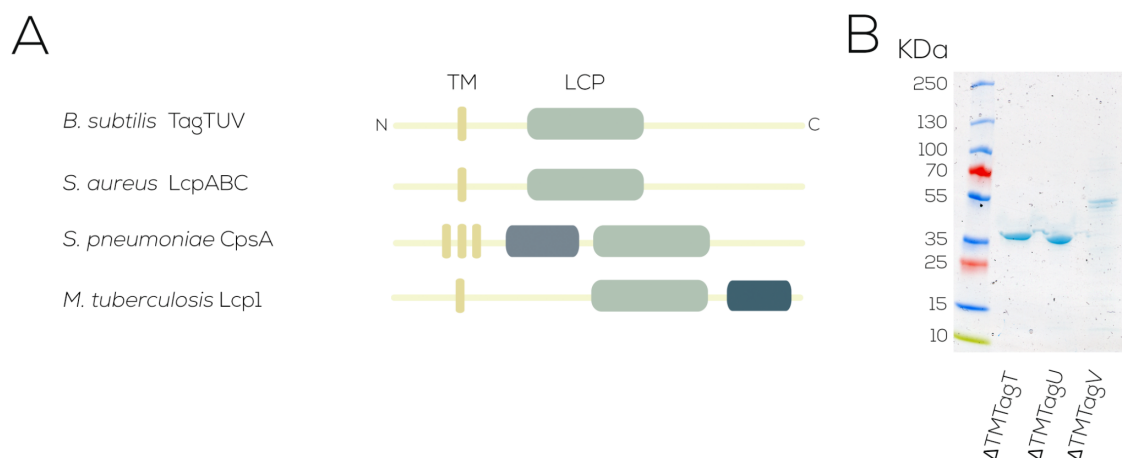 A
B
KDa
TM
LCP
B. subtilis TagTUV
N
C
S. aureus LcpABC
S. pneumoniae CpsA
M. tuberculosis Lcp1
250
130
100
70
55
35
25
15
10
ΔTMTagT
ΔTMTagU
ΔTMTagV